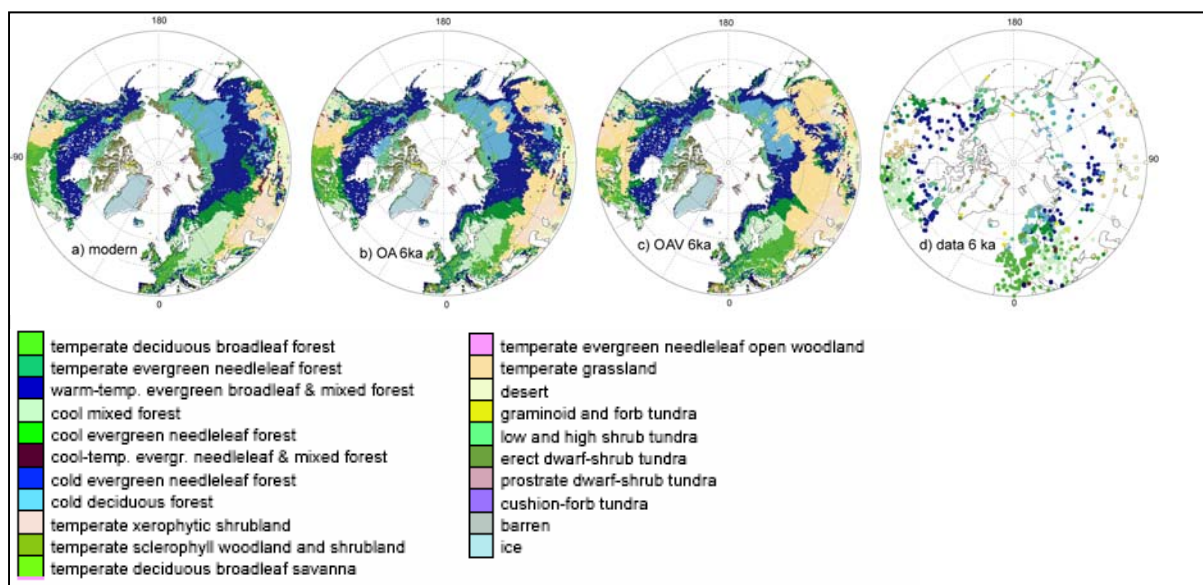 180
180
180
180
-90
90
a) modern
b) OA 6ka
c) OAV 6ka
d) data 6 ka
0
0
0
0
temperate deciduous broadleaf forest
temperate evergreen needleleaf forest
warm-temp. evergreen broadleaf & mixed forest
cool mixed forest
cool evergreen needleleaf forest
cool-temp. evergr. needleleaf & mixed forest
cold evergreen needleleaf forest
cold deciduous forest
temperate xerophytic shrubland
temperate sclerophyll woodland and shrubland
temperate deciduous broadleaf savanna
temperate evergreen needleleaf open woodland
temperate grassland
desert
graminoid and forb tundra
low and high shrub tundra
erect dwarf-shrub tundra
prostrate dwarf-shrub tundra
cushion-forb tundra
barren
ice